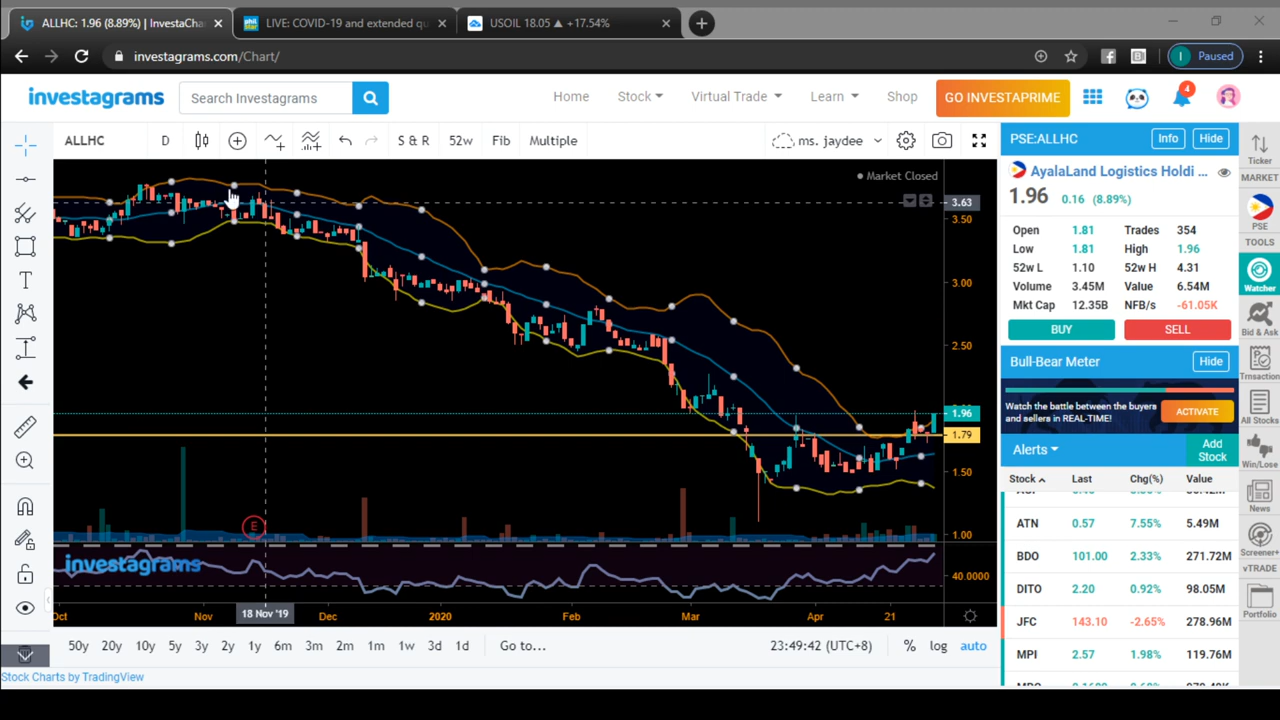 ALLHC: 1.96 (8.89%) | InvestaCha
LIVE: COVID-19 and extended qu
USOIL 18.05 ▲ +17.54%
investagrams.com/Chart/
I Paused
investagrams
Search Investagrams
Home Stock Virtual Trade Learn Shop
GO INVESTAPRIME
4
ALLHC D S & R 52w Fib Multiple
ms. jaydee
PSE:ALLHC Info Hide
Market Closed
AyalaLand Logistics Holdi ...
1.96 0.16 (8.89%)
Open 1.81 Trades 354
Low 1.81 High 1.96
52w L 1.10 52w H 4.31
Volume 3.45M Value 6.54M
Mkt Cap 12.35B NFB/s -61.05K
BUY SELL
Bull-Bear Meter Hide
Watch the battle between the buyers
and sellers in REAL-TIME!
ACTIVATE
Alerts
Add
Stock
Stock Last Chg(%) Value
ATN 0.57 7.55% 5.49M
BDO 101.00 2.33% 271.72M
DITO 2.20 0.92% 98.05M
JFC 143.10 -2.65% 278.96M
MPI 2.57 1.98% 119.76M
Ticker
MARKET
PSE
TOOLS
Watcher
Bid & Ask
Trnsaction
All Stocks
Win/Lose
News
Screener+
vTRADE
Portfolio
3.63
3.50
3.00
2.50
1.96
1.79
1.50
1.00
40.0000
E
investagrams
Oct Nov 18 Nov '19 Dec 2020 Feb Mar Apr 21
50y 20y 10y 5y 3y 2y 1y 6m 3m 2m 1m 1w 3d 1d Go to...
23:49:42 (UTC+8) % log auto
Stock Charts by TradingView